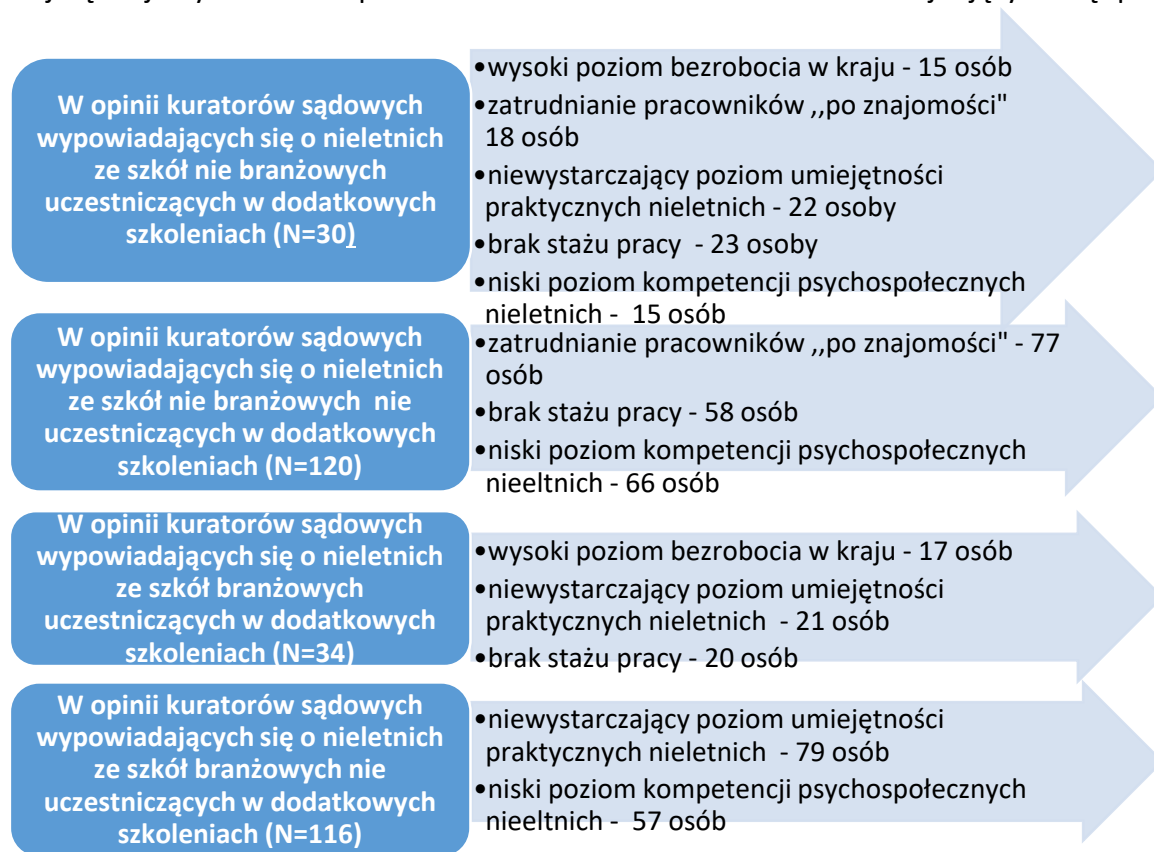 W opinii kuratorów sądowych
wypowiadających się o nieletnich
ze szkół nie branżowych
uczestniczących w dodatkowych
szkoleniach (N=30)
•wysoki poziom bezrobocia w kraju - 15 osób
•zatrudnianie pracowników ,,po znajomości"
18 osób
•niewystarczający poziom umiejętności
praktycznych nieletnich - 22 osoby
•brak stażu pracy - 23 osoby
•niski poziom kompetencji psychospołecznych
nieletnich - 15 osób
W opinii kuratorów sądowych
wypowiadających się o nieletnich
ze szkół nie branżowych nie
uczestniczących w dodatkowych
szkoleniach (N=120)
•zatrudnianie pracowników ,,po znajomości" - 77
osób
•brak stażu pracy - 58 osób
•niski poziom kompetencji psychospołecznych
nieeltnich - 66 osób
W opinii kuratorów sądowych
wypowiadających się o nieletnich
ze szkół branżowych
uczestniczących w dodatkowych
szkoleniach (N=34)
•wysoki poziom bezrobocia w kraju - 17 osób
•niewystarczający poziom umiejętności
praktycznych nieletnich - 21 osób
•brak stażu pracy - 20 osób
W opinii kuratorów sądowych
wypowiadających się o nieletnich
ze szkół branżowych nie
uczestniczących w dodatkowych
szkoleniach (N=116)
•niewystarczający poziom umiejętności
praktycznych nieletnich - 79 osób
•niski poziom kompetencji psychospołecznych
nieeltnich - 57 osób